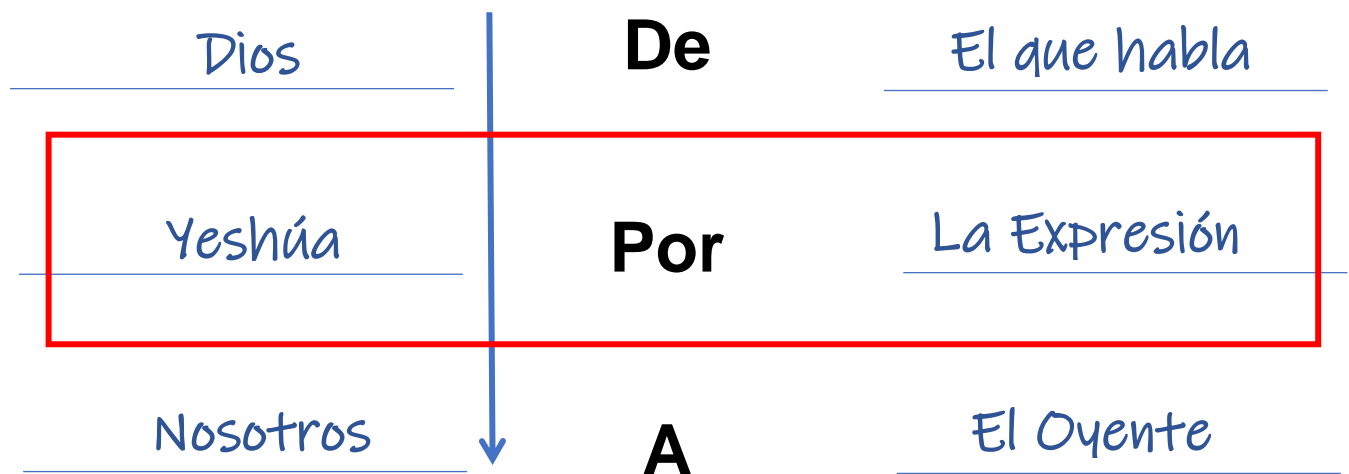 Dios De El que habla
Yeshúa Por La Expresión
Nosotros A El Oyente